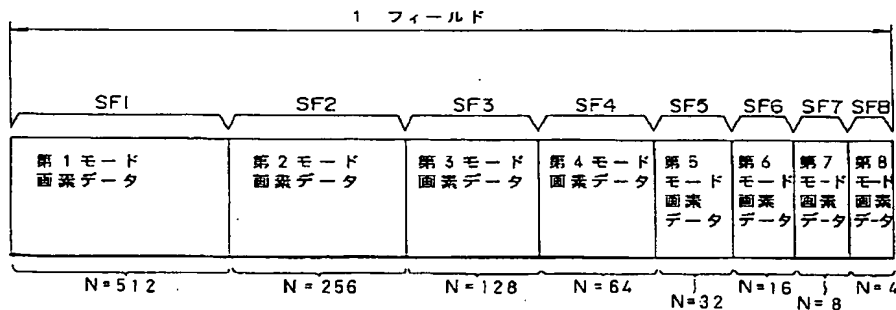 1 フィールド
SF1 SF2 SF3 SF4 SF5 SF6 SF7 SF8
第1モード
画素データ
第2モード
画素データ
第3モード
画素データ
第4モード
画素データ
第5
モード
画素
データ
第6
モード
画素
データ
第7
モード
画素
データ
第8
モード
画素
データ
N=512 N=256 N=128 N=64 N=32 N=16 N=8 N=4